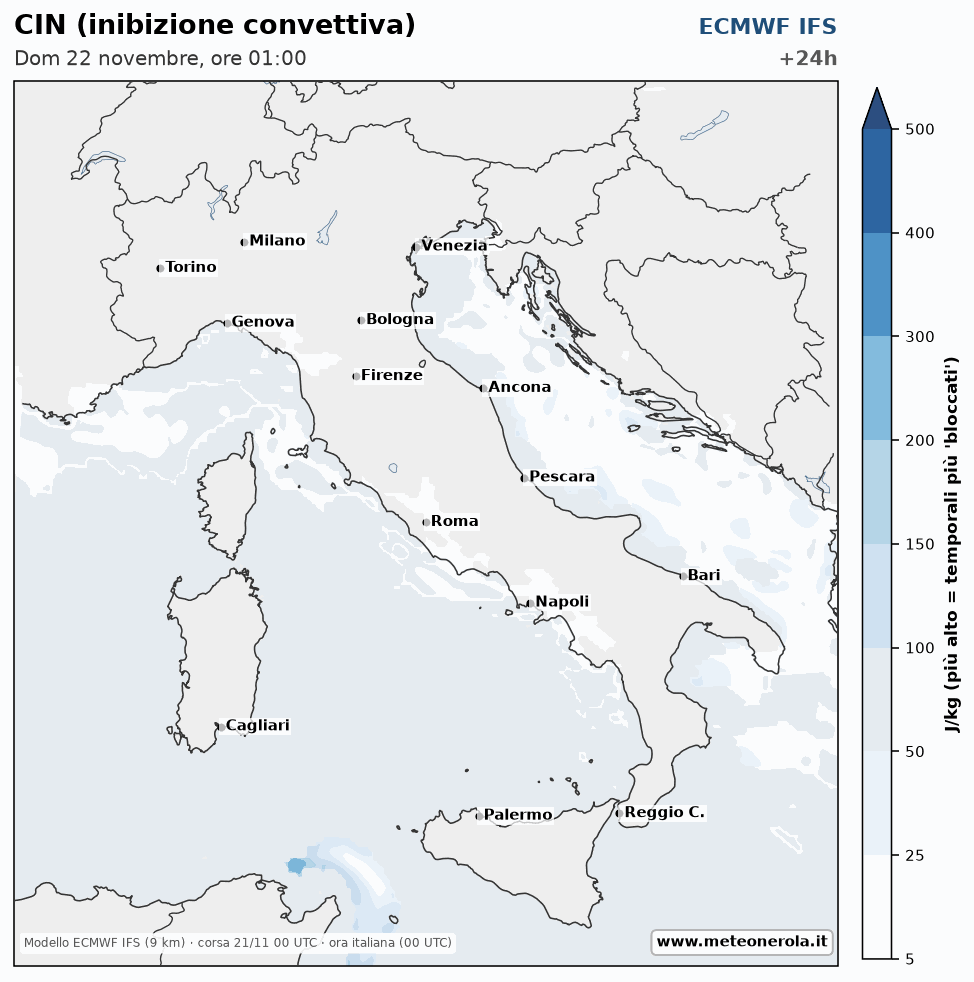 CIN (inibizione convettiva)
ECMWF IFS
Dom 22 novembre, ore 01:00
+24h
500
400
300
200
150
100
50
25
5
J/kg (più alto = temporali più 'bloccati')
Milano
Venezia
Torino
Genova
Bologna
Firenze
Ancona
Pescara
Roma
Bari
Napoli
Cagliari
Palermo
Reggio C.
Modello ECMWF IFS (9 km) · corsa 21/11 00 UTC · ora italiana (00 UTC)
www.meteonerola.it